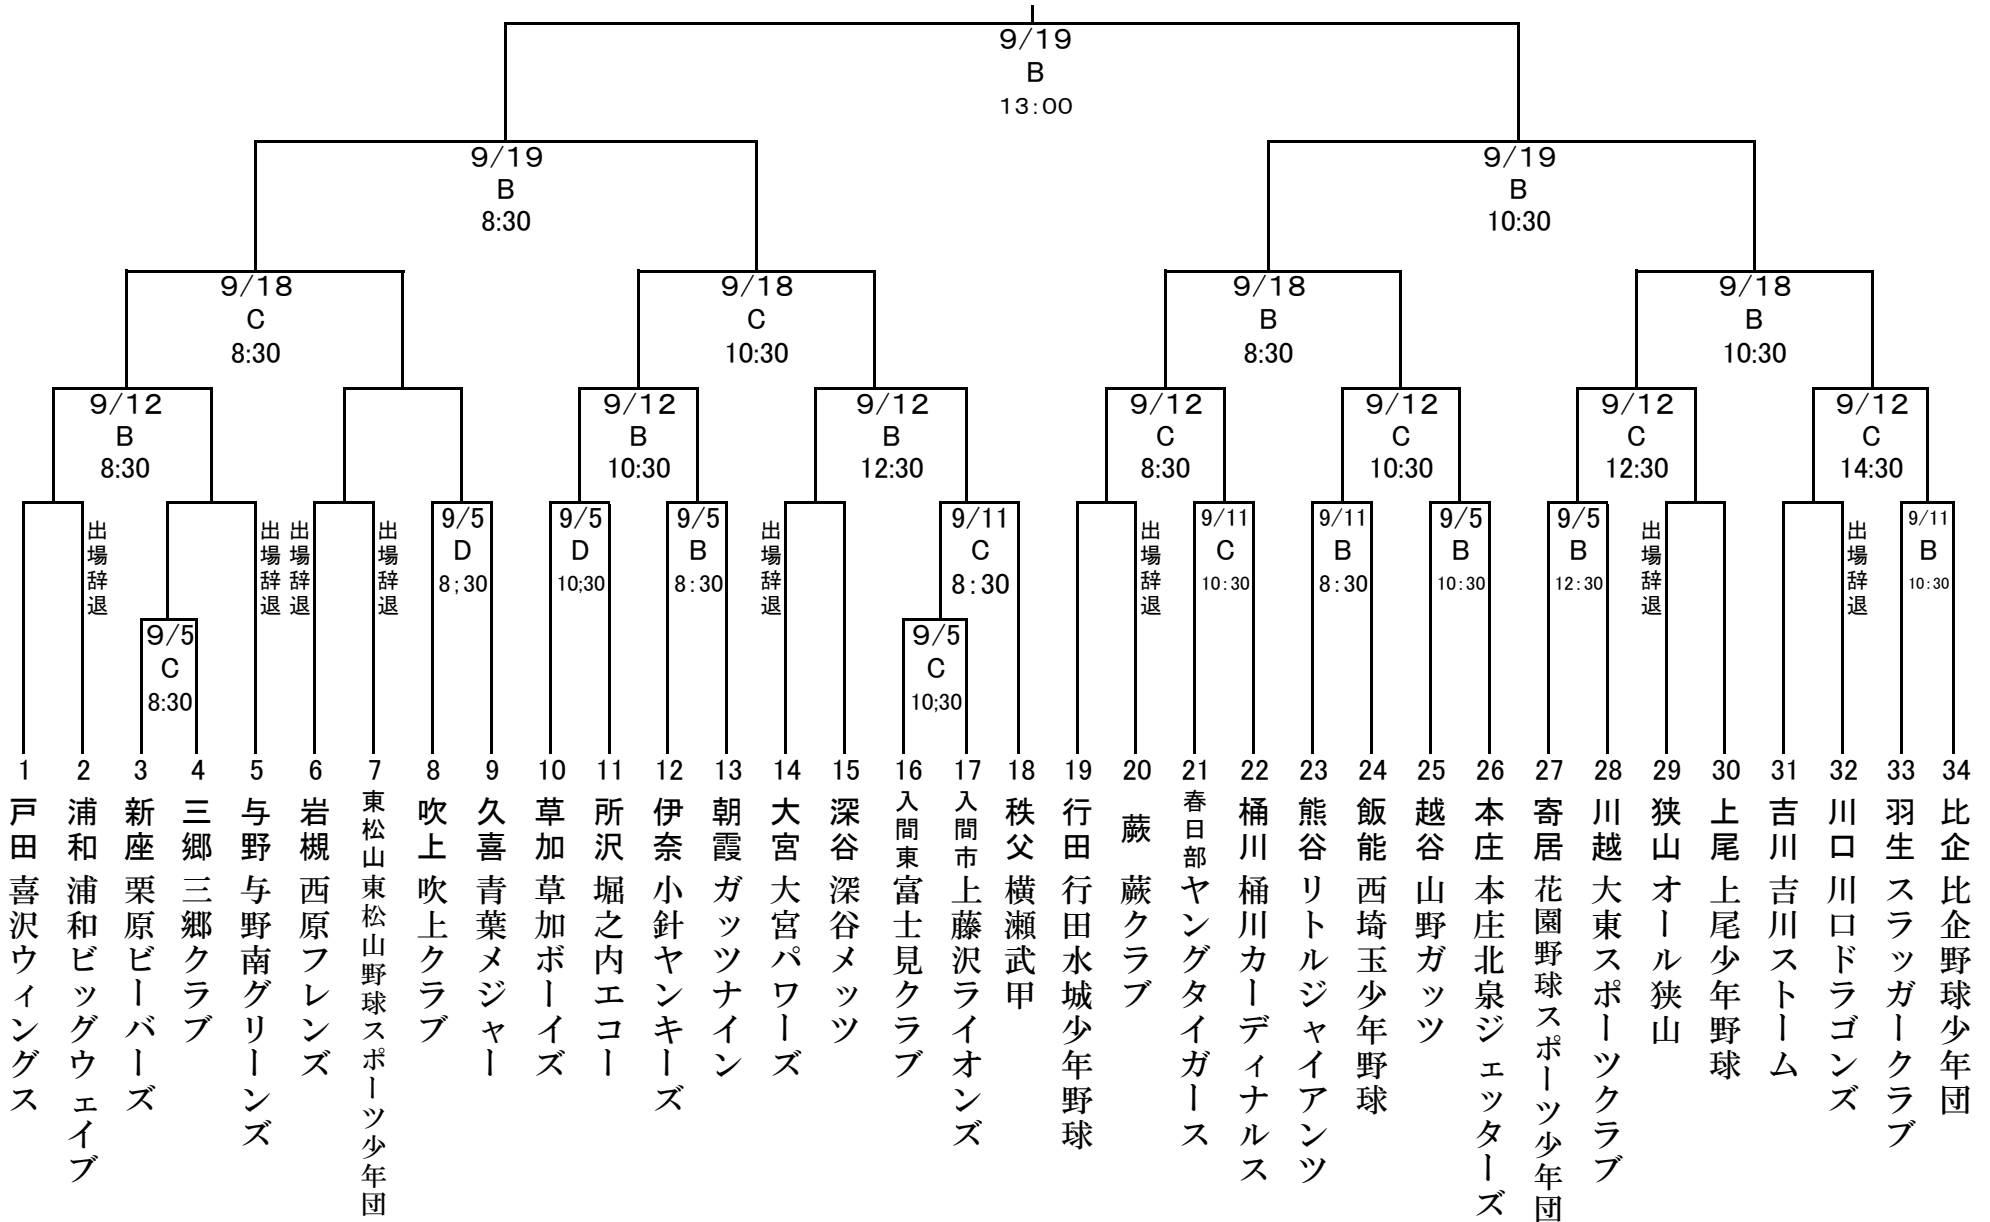 9/19
B
13:00
9/19
B
8:30
9/19
B
10:30
9/18
C
8:30
9/18
C
10:30
9/18
B
8:30
9/18
B
10:30
9/12
B
8:30
9/12
B
10:30
9/12
B
12:30
9/12
C
8:30
9/12
C
10:30
9/12
C
12:30
9/12
C
14:30
出場辞退
出場辞退
出場辞退
出場辞退
9/5
D
8;30
9/5
D
10;30
9/5
B
8:30
出場辞退
9/11
C
8:30
出場辞退
9/11
C
10:30
9/11
B
8:30
9/5
B
10:30
9/5
B
12:30
出場辞退
出場辞退
9/11
B
10:30
9/5
C
8:30
9/5
C
10;30
1
戸田
喜沢ウィングス
2
浦和
浦和ビッグウェイブ
3
新座
栗原ビーバーズ
4
三郷
三郷クラブ
5
与野
与野南グリーンズ
6
岩槻
西原フレンズ
7
東松山
東松山野球スポーツ少年団
8
吹上
吹上クラブ
9
久喜
青葉メジャー
10
草加
草加ボーイズ
11
所沢
堀之内エコー
12
伊奈
小針ヤンキーズ
13
朝霞
ガッツナイン
14
大宮
大宮パワーズ
15
深谷
深谷メッツ
16
入間東
富士見クラブ
17
入間市
上藤沢ライオンズ
18
秩父
横瀬武甲
19
行田
行田水城少年野球
20
蕨
蕨クラブ
21
春日部
ヤングタイガース
22
桶川
桶川カーディナルス
23
熊谷
リトルジャイアンツ
24
飯能
西埼玉少年野球
25
越谷
山野ガッツ
26
本庄
本庄北泉ジェッターズ
27
寄居
花園野球スポーツ少年団
28
川越
大東スポーツクラブ
29
狭山
オール狭山
30
上尾
上尾少年野球
31
吉川
吉川ストーム
32
川口
川口ドラゴンズ
33
羽生
スラッガークラブ
34
比企
比企野球少年団